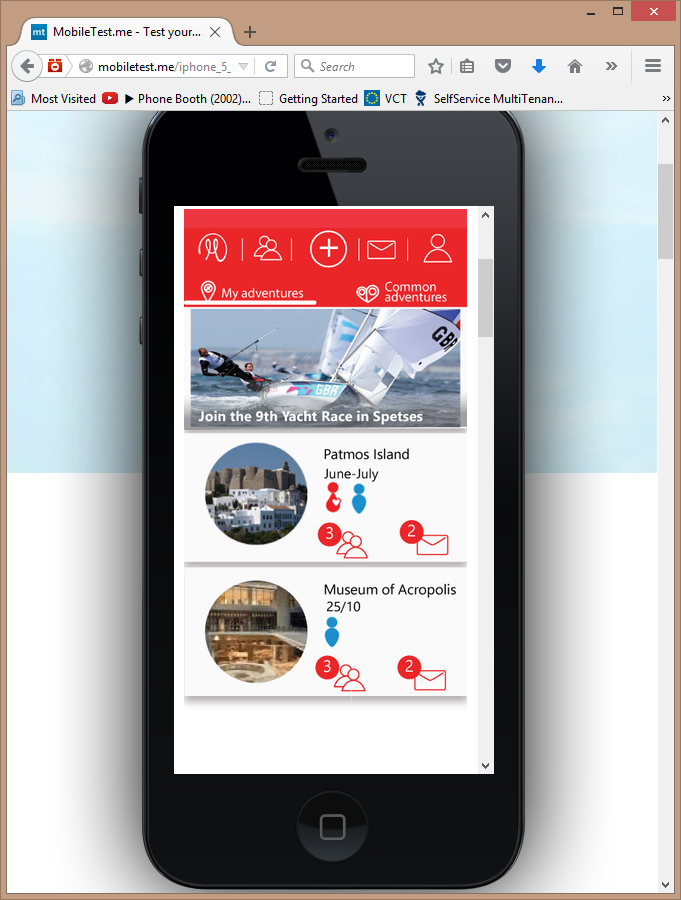 mt MobileTest.me - Test your...
mobiletest.me/iphone_5_
Search
Most Visited
Phone Booth (2002)...
Getting Started
VCT
SelfService MultiTenan...
My adventures
Common
adventures
GBR
GBR
Join the 9th Yacht Race in Spetses
Patmos Island
June-July
3
2
Museum of Acropolis
25/10
3
2